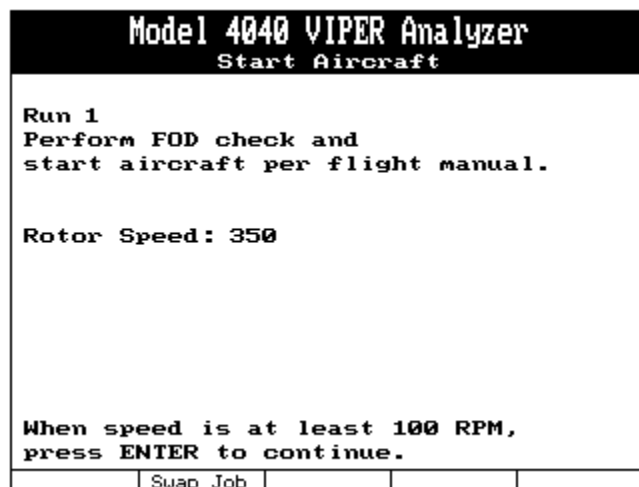 Model 4040 VIPER Analyzer
Start Aircraft
Run 1
Perform FOD check and
start aircraft per flight manual.
Rotor Speed: 350
When speed is at least 100 RPM,
press ENTER to continue.
Swap Job